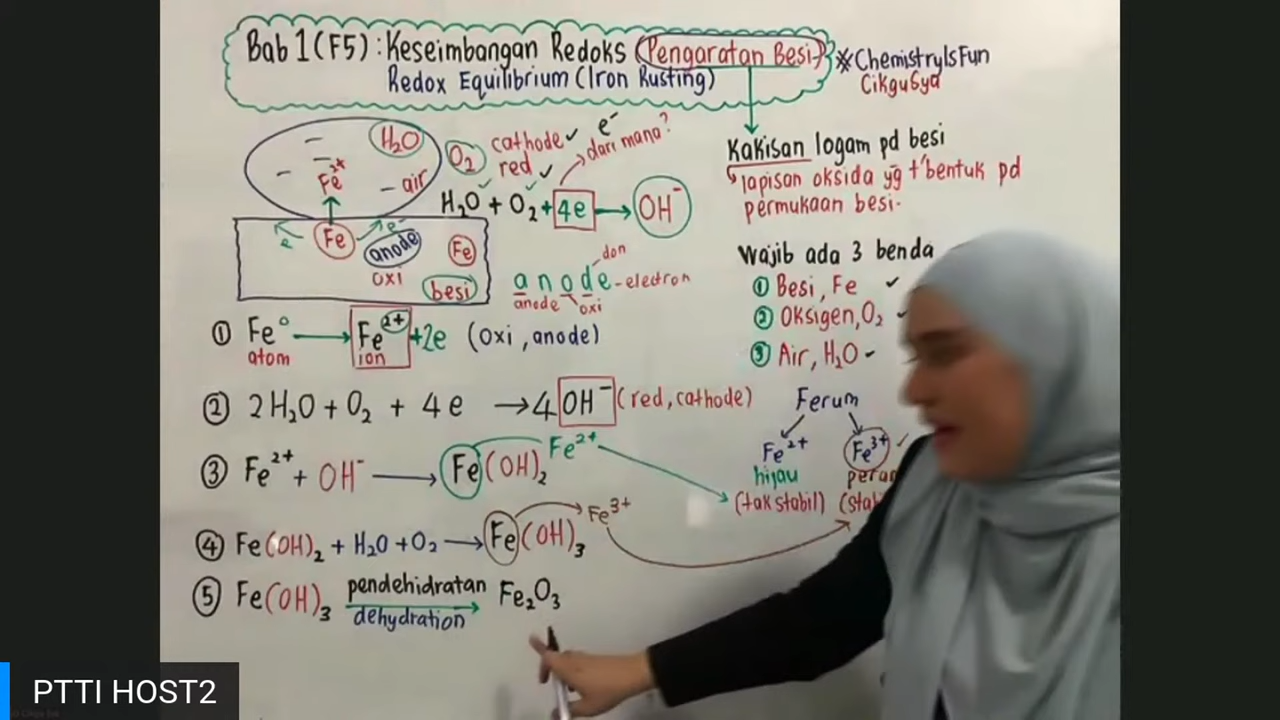 Bab 1 (F5) : Keseimbangan Redoks (Pengaratan Besi)
Redox Equilibrium (Iron Rusting)
#ChemistryIsFun
CikguSya
H₂O
Fe²⁺
air
e⁻
Fe
e⁻
anode
oxi
Fe
besi
O₂
cathode ✓
red ✓
e⁻
dari mana?
H₂O + O₂ + 4e → OH⁻
don
anode - electron
anode oxi
Kakisan logam pd besi
lapisan oksida yg t'bentuk pd
permukaan besi.
Wajib ada 3 benda
① Besi, Fe ✓
② Oksigen, O₂ ✓
③ Air, H₂O
Ferum
Fe²⁺ Fe³⁺ ✓
hijau
(tak stabil)
① Fe⁰ → Fe²⁺ + 2e (oxi, anode)
atom ion
② 2H₂O + O₂ + 4e → 4OH⁻ (red, cathode)
③ Fe²⁺ + OH⁻ → Fe(OH)₂ Fe²⁺
④ Fe(OH)₂ + H₂O + O₂ → Fe(OH)₃ Fe³⁺
⑤ Fe(OH)₃ pendehidratan → Fe₂O₃
dehydration
PTTI HOST2